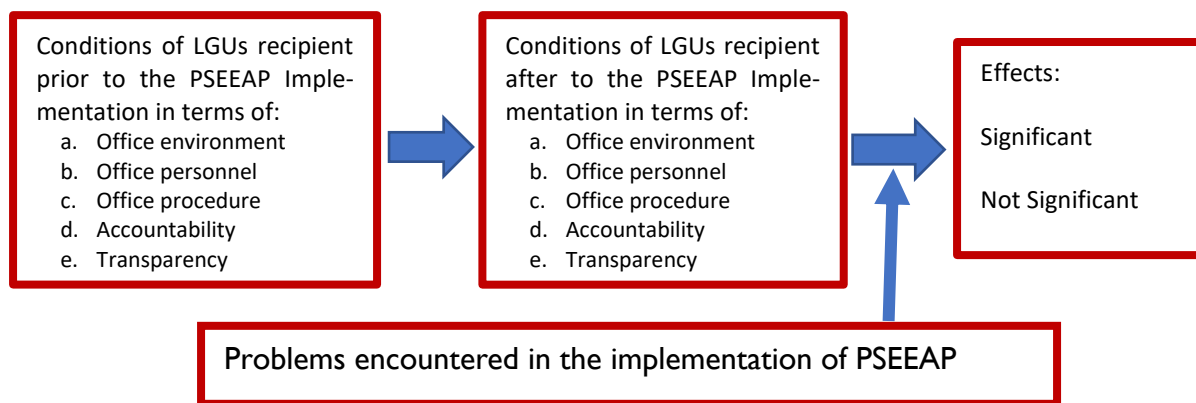 Conditions of LGUs recipient
prior to the PSEEAP Imple-
mentation in terms of:
a. Office environment
b. Office personnel
c. Office procedure
d. Accountability
e. Transparency
Conditions of LGUs recipient
after to the PSEEAP Imple-
mentation in terms of:
a. Office environment
b. Office personnel
c. Office procedure
d. Accountability
e. Transparency
Effects:
Significant
Not Significant
Problems encountered in the implementation of PSEEAP